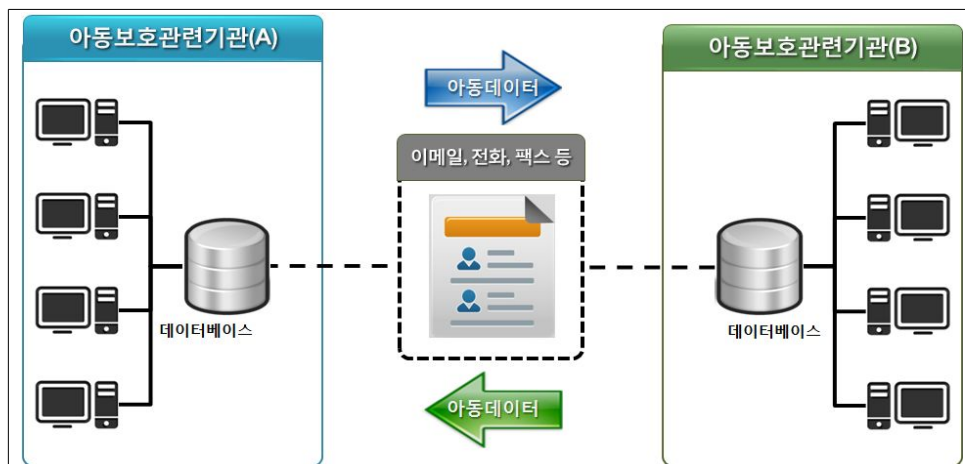 아동보호관련기관(A)
아동보호관련기관(B)
아동데이터
이메일, 전화, 팩스 등
데이터베이스
데이터베이스
아동데이터